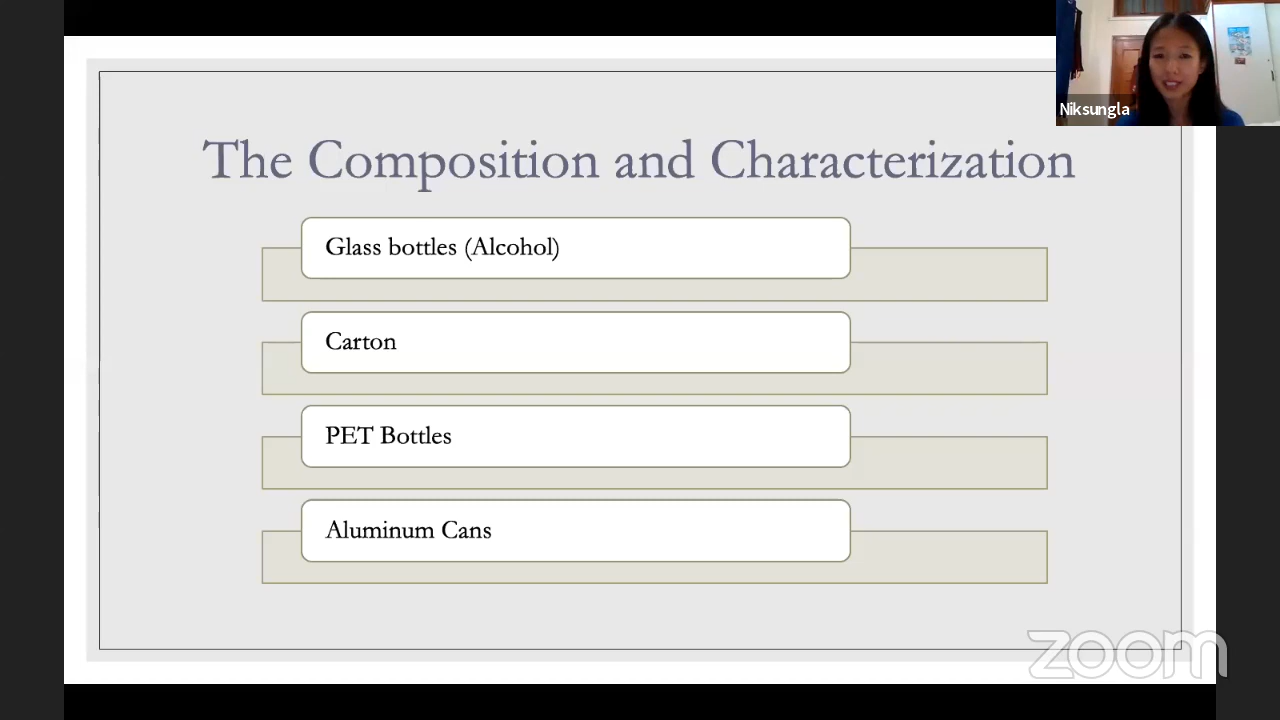 Niksungla
The Composition and Characterization
Glass bottles (Alcohol)
Carton
PET Bottles
Aluminum Cans
zoom